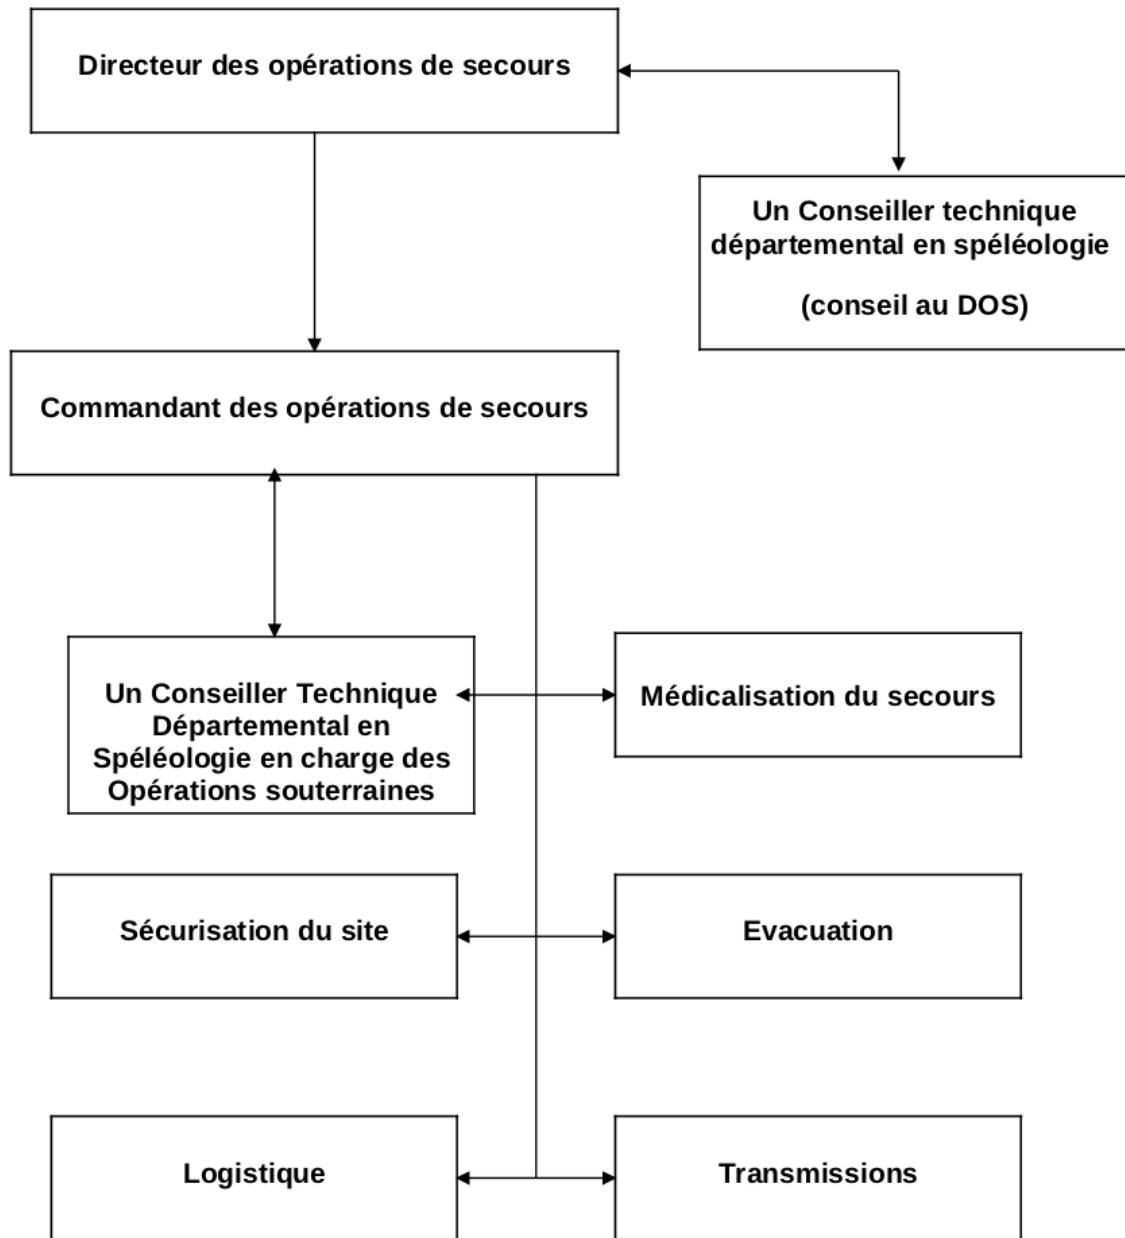 Directeur des opérations de secours
Un Conseiller technique
départemental en spéléologie
(conseil au DOS)
Commandant des opérations de secours
Un Conseiller Technique
Départemental en
Spéléologie en charge des
Opérations souterraines
Médicalisation du secours
Sécurisation du site
Evacuation
Logistique
Transmissions